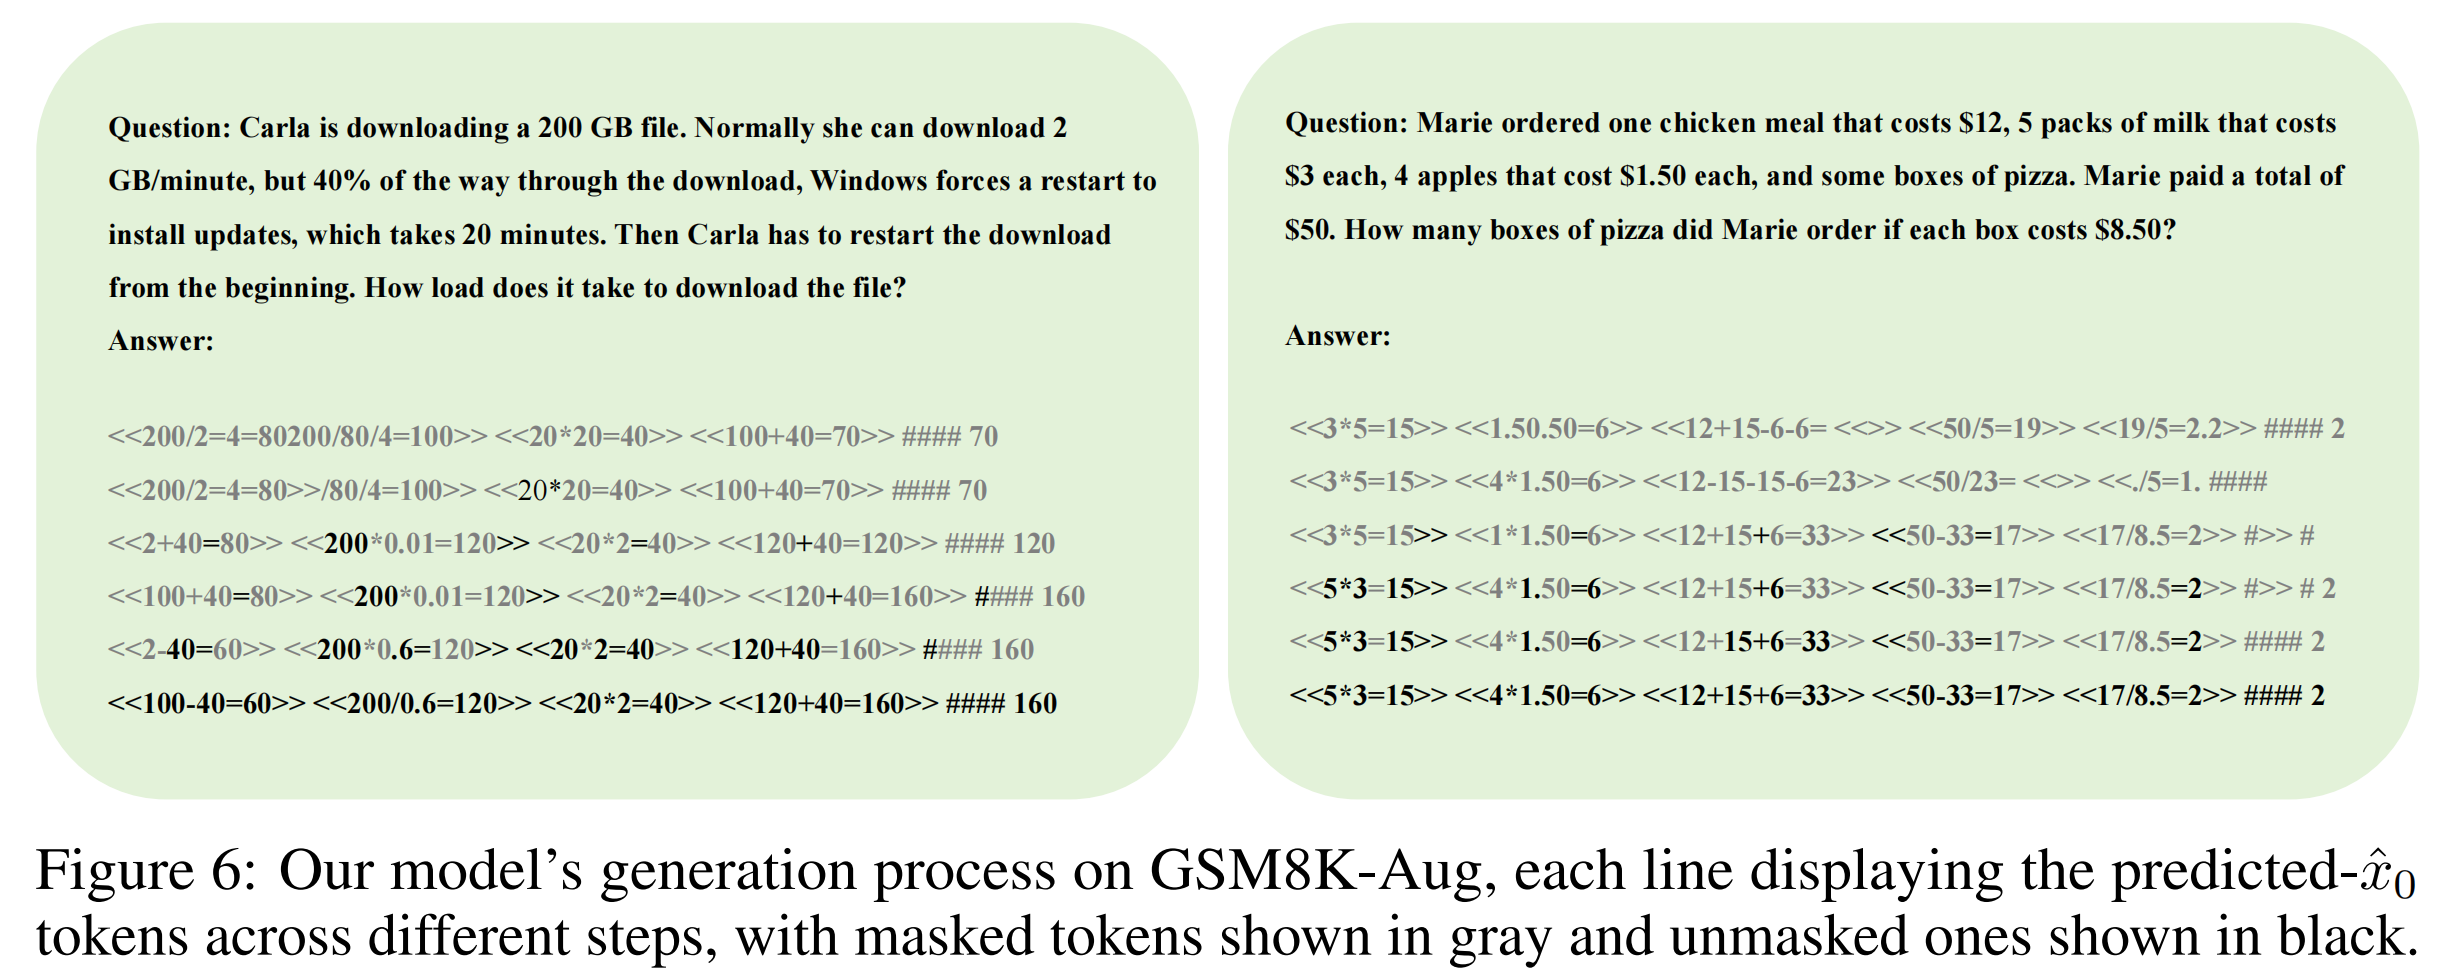 Question: Carla is downloading a 200 GB file. Normally she can download 2
GB/minute, but 40% of the way through the download, Windows forces a restart to
install updates, which takes 20 minutes. Then Carla has to restart the download
from the beginning. How load does it take to download the file?
Answer:
<<200/2=4=80200/80/4=100>> <<20*20=40>> <<100+40=70>> #### 70
<<200/2=4=80>>/80/4=100>> <<20*20=40>> <<100+40=70>> #### 70
<<2+40=80>> <<200*0.01=120>> <<20*2=40>> <<120+40=120>> #### 120
<<100+40=80>> <<200*0.01=120>> <<20*2=40>> <<120+40=160>> #### 160
<<2-40=60>> <<200*0.6=120>> <<20*2=40>> <<120+40=160>> #### 160
<<100-40=60>> <<200/0.6=120>> <<20*2=40>> <<120+40=160>> #### 160
Question: Marie ordered one chicken meal that costs $12, 5 packs of milk that costs
$3 each, 4 apples that cost $1.50 each, and some boxes of pizza. Marie paid a total of
$50. How many boxes of pizza did Marie order if each box costs $8.50?
Answer:
<<3*5=15>> <<1.50.50=6>> <<12+15-6-6= <<>> <<50/5=19>> <<19/5=2.2>> #### 2
<<3*5=15>> <<4*1.50=6>> <<12-15-15-6=23>> <<50/23= <<>> <<./5=1. ####
<<3*5=15>> <<1*1.50=6>> <<12+15+6=33>> <<50-33=17>> <<17/8.5=2>> #>> #
<<5*3=15>> <<4*1.50=6>> <<12+15+6=33>> <<50-33=17>> <<17/8.5=2>> #>> # 2
<<5*3=15>> <<4*1.50=6>> <<12+15+6=33>> <<50-33=17>> <<17/8.5=2>> #### 2
<<5*3=15>> <<4*1.50=6>> <<12+15+6=33>> <<50-33=17>> <<17/8.5=2>> #### 2
Figure 6: Our model’s generation process on GSM8K-Aug, each line displaying the predicted-x̂₀
tokens across different steps, with masked tokens shown in gray and unmasked ones shown in black.